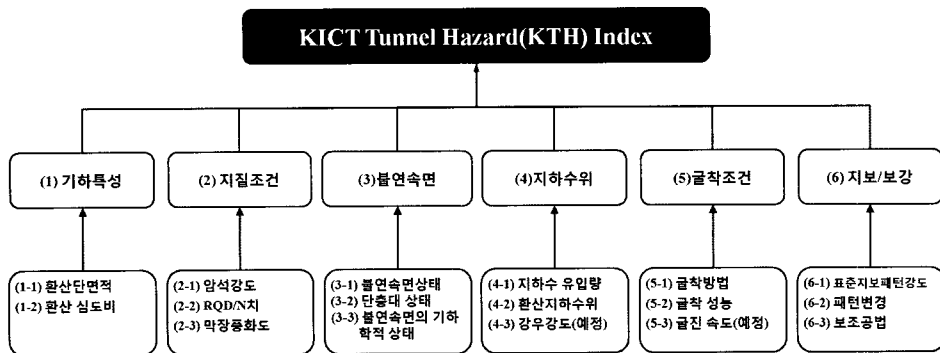 KICT Tunnel Hazard(KTH) Index
(1) 기하특성
(2) 지질조건
(3)불연속면
(4)지하수위
(5)굴착조건
(6) 지보/보강
(1-1) 환산단면적
(1-2) 환산 심도비
(2-1) 암석강도
(2-2) RQD/N치
(2-3) 막장풍화도
(3-1) 불연속면상태
(3-2) 단층대 상태
(3-3) 불연속면의 기하
학적 상태
(4-1) 지하수 유입량
(4-2) 환산지하수위
(4-3) 강우강도(예정)
(5-1) 굴착방법
(5-2) 굴착 성능
(5-3) 굴진 속도(예정)
(6-1) 표준지보패턴강도
(6-2) 패턴변경
(6-3) 보조공법